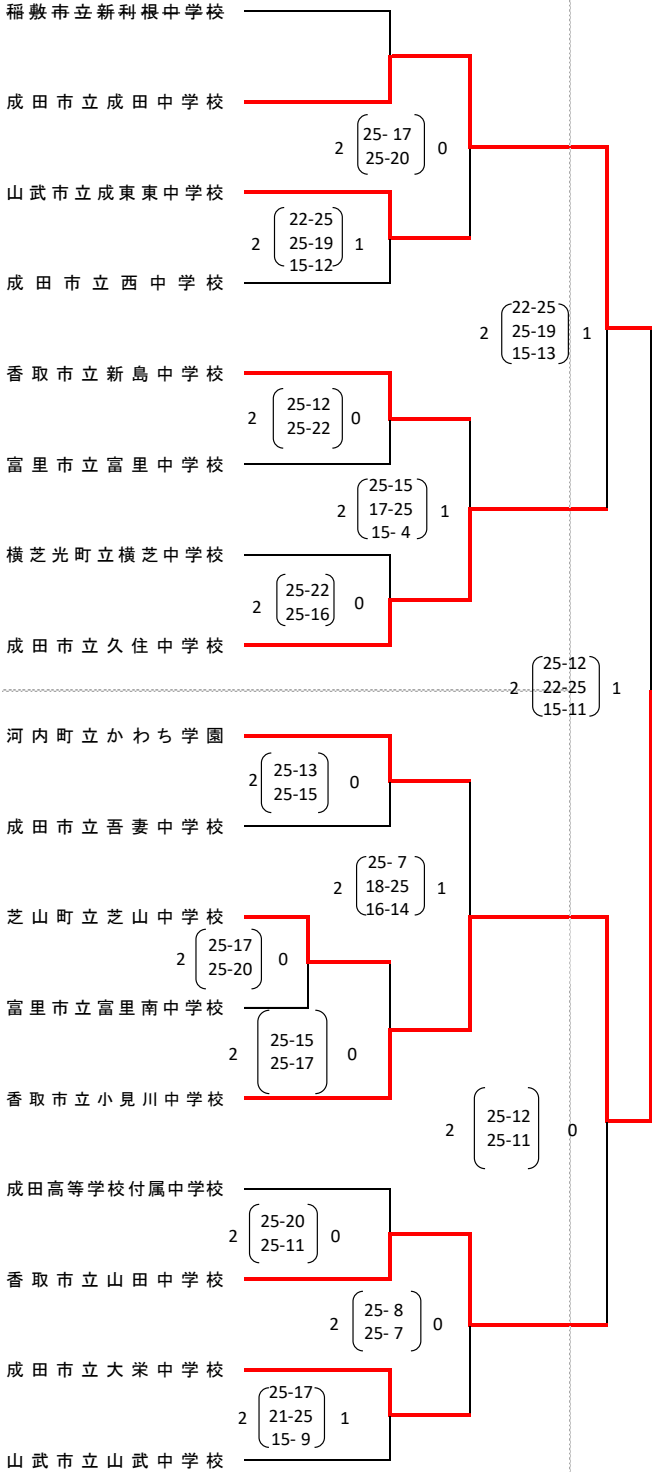 稲敷市立新利根中学校
成田市立成田中学校
2 25- 17 0
25-20
山武市立成東東中学校
2 22-25 1
25-19
15-12
成田市立西中学校
2 22-25 1
25-19
15-13
香取市立新島中学校
2 25-12 0
25-22
富里市立富里中学校
2 25-15 1
17-25
15- 4
横芝光町立横芝中学校
2 25-22 0
25-16
成田市立久住中学校
2 25-12 1
22-25
15-11
河内町立かわち学園
2 25-13 0
25-15
成田市立吾妻中学校
2 25- 7 1
18-25
16-14
芝山町立芝山中学校
2 25-17 0
25-20
富里市立富里南中学校
2 25-15 0
25-17
香取市立小見川中学校
2 25-12 0
25-11
成田高等学校付属中学校
2 25-20 0
25-11
香取市立山田中学校
2 25- 8 0
25- 7
成田市立大栄中学校
2 25-17 1
21-25
15- 9
山武市立山武中学校